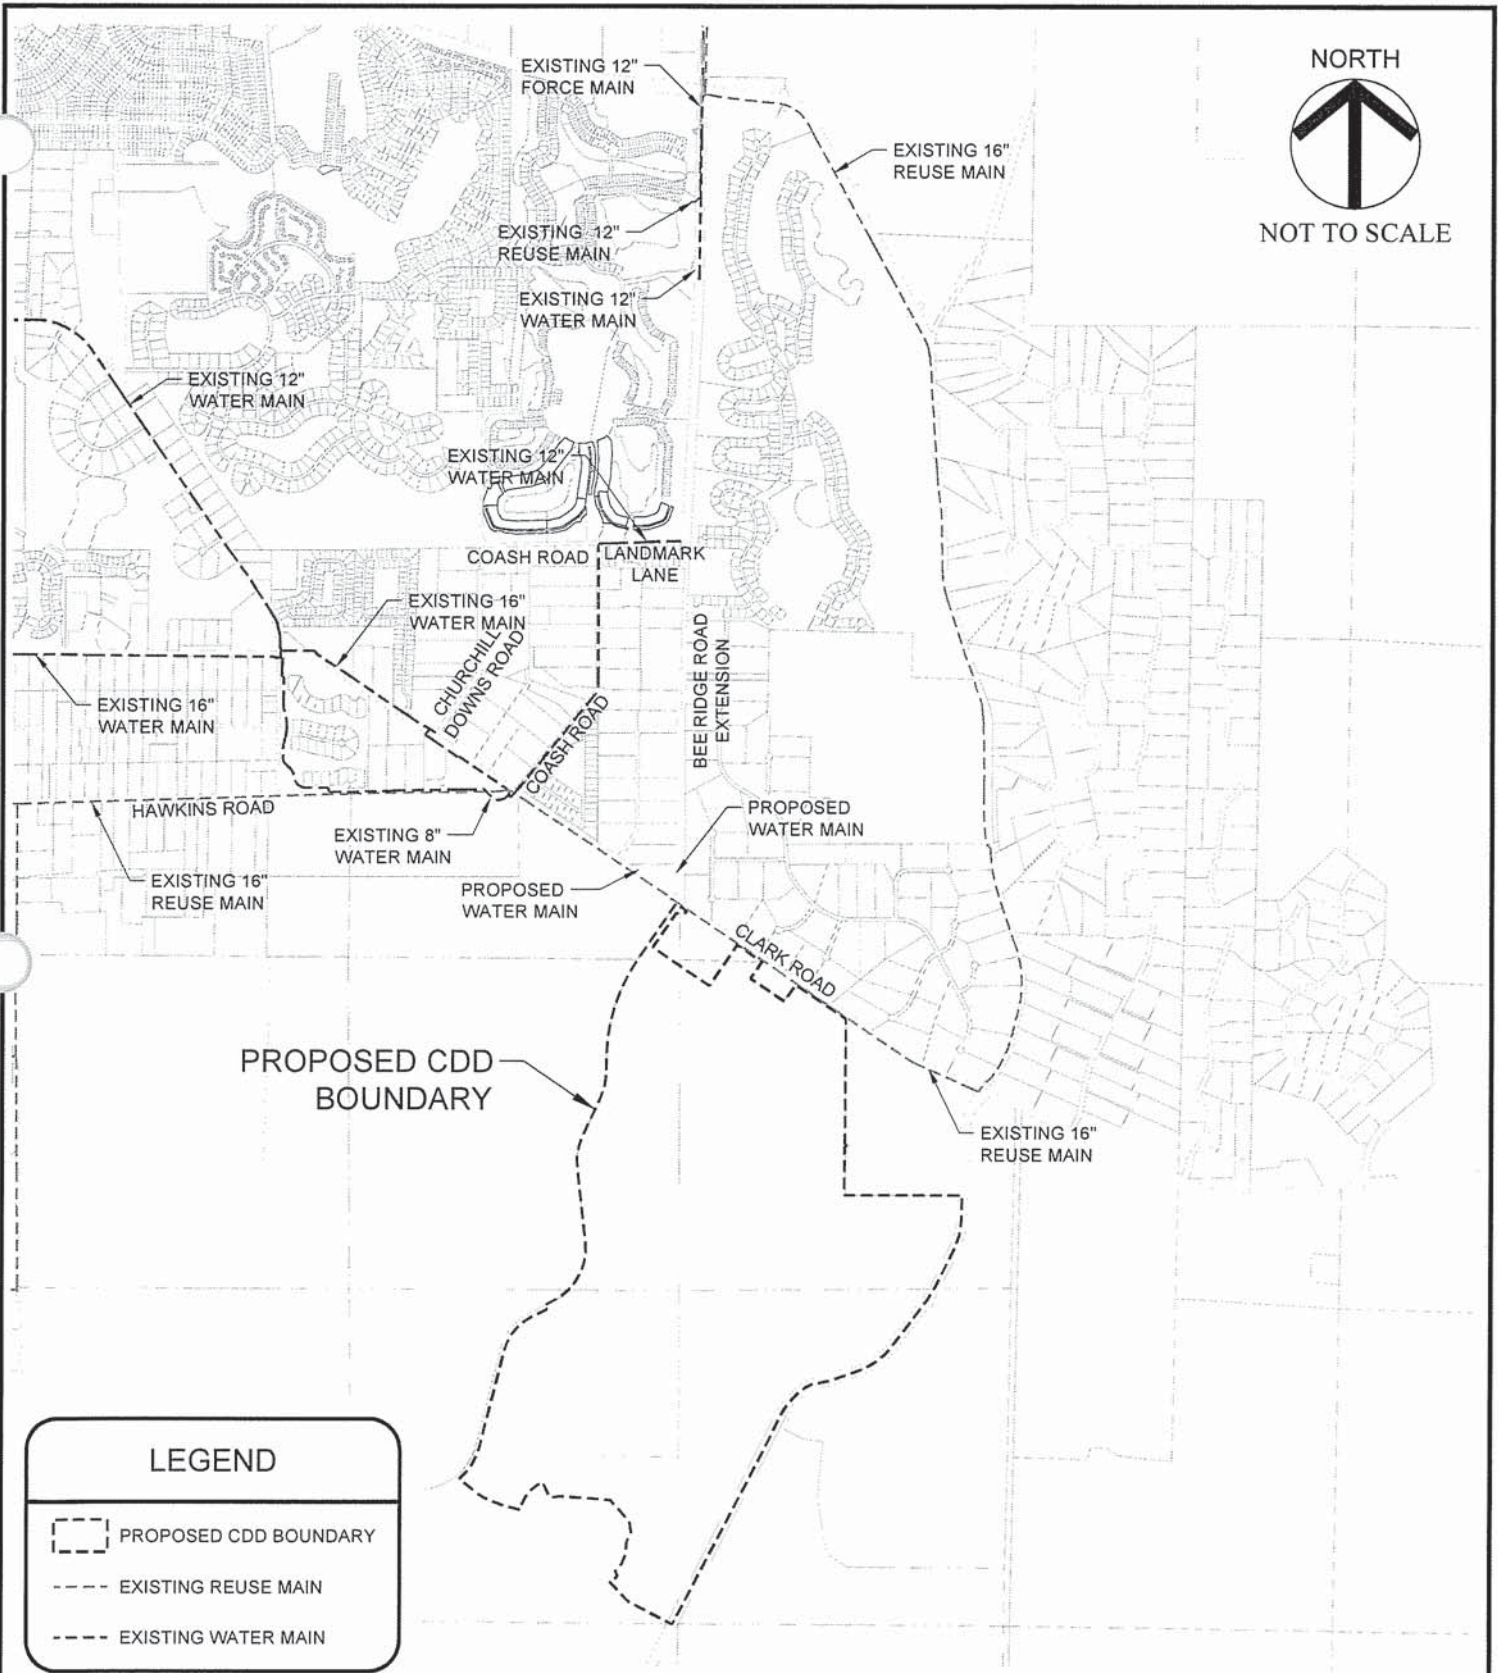 NORTH
NOT TO SCALE
EXISTING 12"
FORCE MAIN
EXISTING 16"
REUSE MAIN
EXISTING 12"
REUSE MAIN
EXISTING 12"
WATER MAIN
EXISTING 12"
WATER MAIN
EXISTING 12"
WATER MAIN
COASH ROAD
LANDMARK
LANE
EXISTING 16"
WATER MAIN
CHURCHILL
DOWNS ROAD
BEE RIDGE ROAD
EXTENSION
EXISTING 16"
WATER MAIN
COASH ROAD
HAWKINS ROAD
PROPOSED
WATER MAIN
EXISTING 8"
WATER MAIN
EXISTING 16"
REUSE MAIN
PROPOSED
WATER MAIN
CLARK ROAD
PROPOSED CDD
BOUNDARY
EXISTING 16"
REUSE MAIN
LEGEND
PROPOSED CDD BOUNDARY
EXISTING REUSE MAIN
EXISTING WATER MAIN